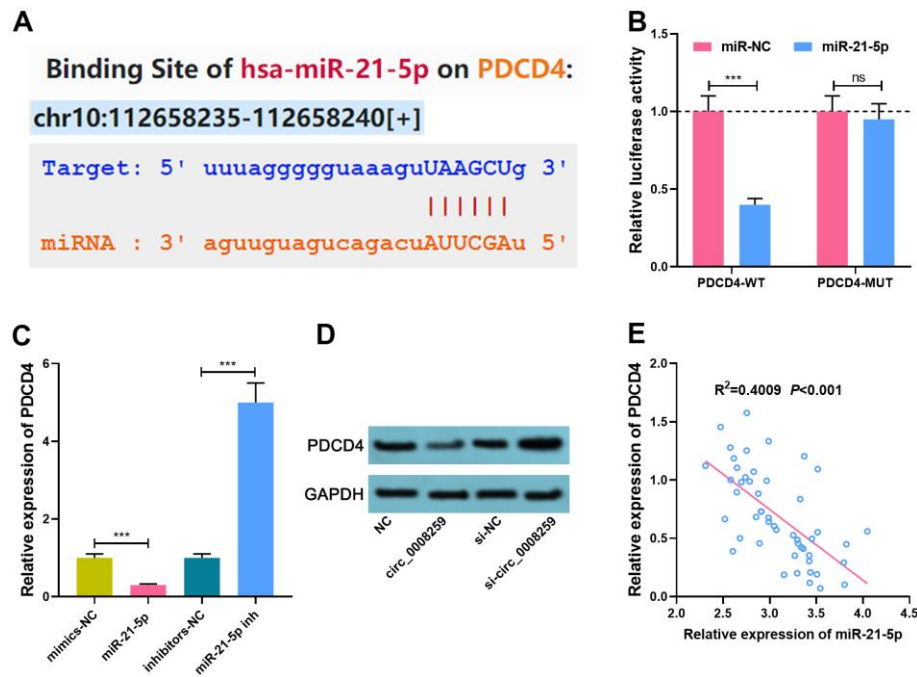 A
Binding Site of hsa-miR-21-5p on PDCD4:
chr10:112658235-112658240[+]
Target: 5' uuuagggggguaaaguUAAGCUg 3'
||||||
miRNA : 3' aguuguagucagacuAUUCGAu 5'
B
miR-NC miR-21-5p
Relative luciferase activity
1.5
1.0
0.5
0.0
*** ns
PDCD4-WT PDCD4-MUT
C
Relative expression of PDCD4
6
4
2
0
*** ***
mimics-NC miR-21-5p inhibitors-NC miR-21-5p inh
D
PDCD4
GAPDH
NC circ_0008259 si-NC si-circ_0008259
E
Relative expression of PDCD4
2.0
1.5
1.0
0.5
0.0
R²=0.4009 P<0.001
2.0 2.5 3.0 3.5 4.0 4.5
Relative expression of miR-21-5p